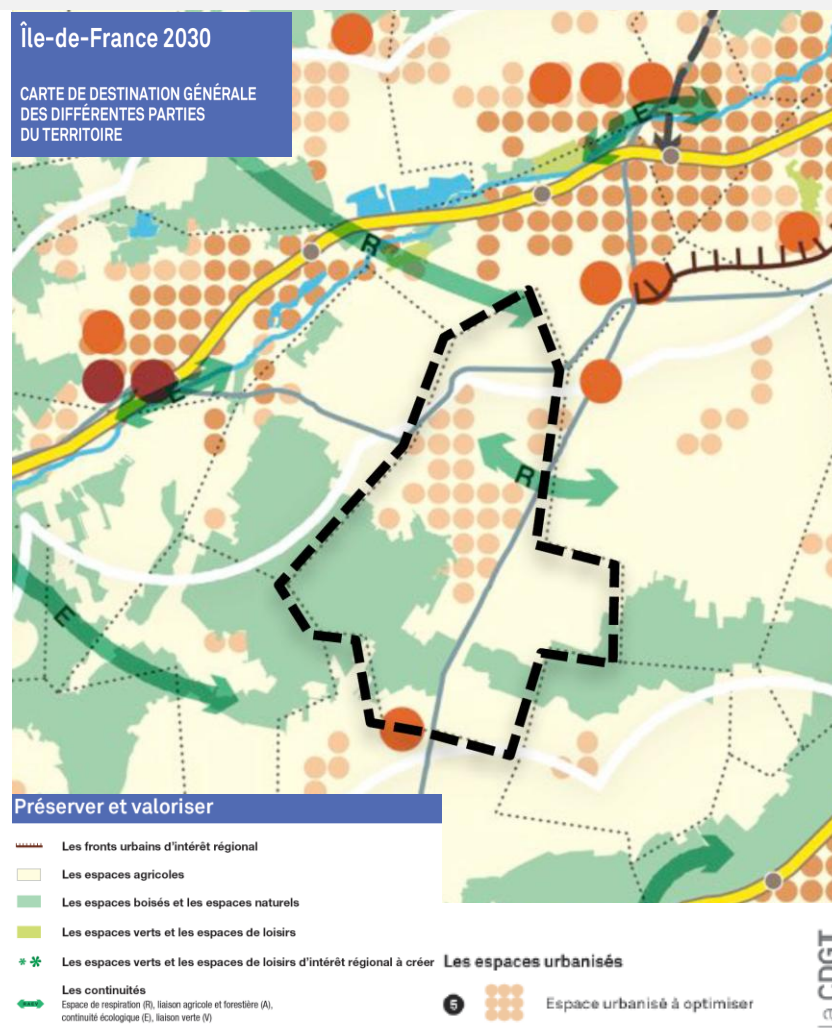 Île-de-France 2030
CARTE DE DESTINATION GÉNÉRALE
DES DIFFÉRENTES PARTIES
DU TERRITOIRE
E
R
E
R
E
Préserver et valoriser
Les fronts urbains d'intérêt régional
Les espaces agricoles
Les espaces boisés et les espaces naturels
Les espaces verts et les espaces de loisirs
Les espaces verts et les espaces de loisirs d'intérêt régional à créer
Les continuités
Espace de respiration (R), liaison agricole et forestière (A),
continuité écologique (E), liaison verte (V)
Les espaces urbanisés
5 Espace urbanisé à optimiser
la CDGT